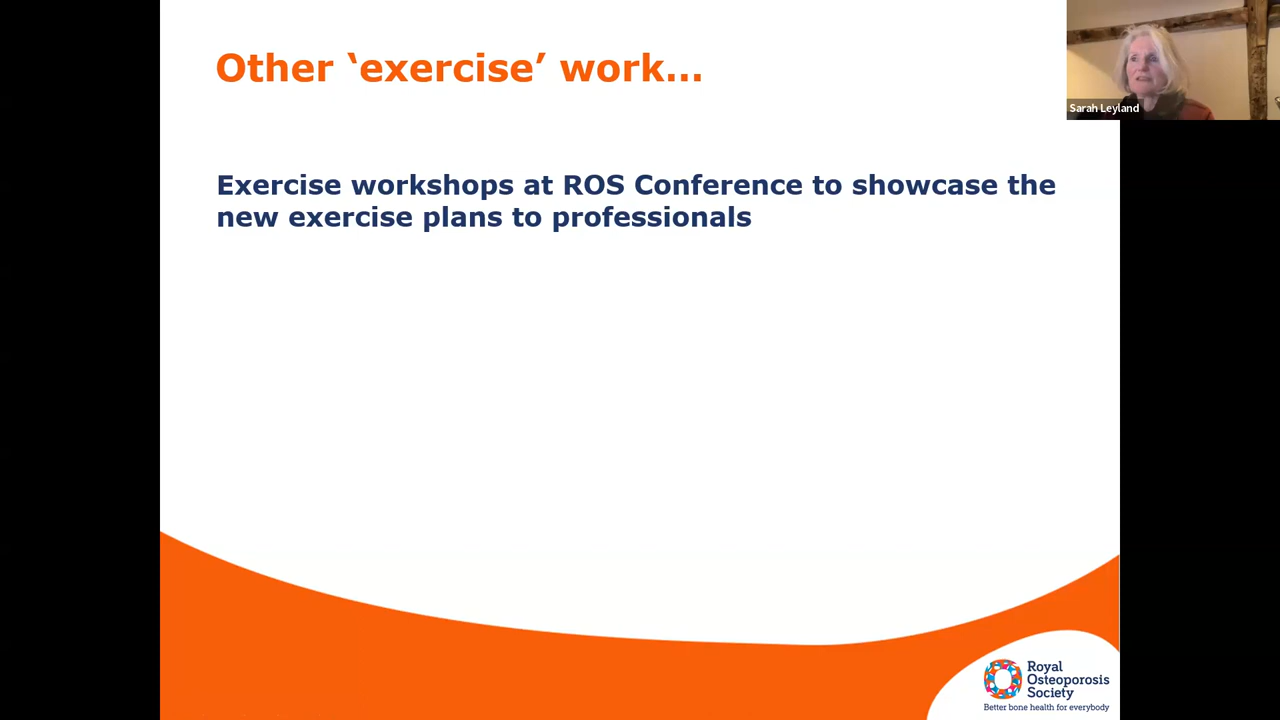 Other ‘exercise’ work...
Sarah Leyland
Exercise workshops at ROS Conference to showcase the
new exercise plans to professionals
Royal
Osteoporosis
Society
Better bone health for everybody